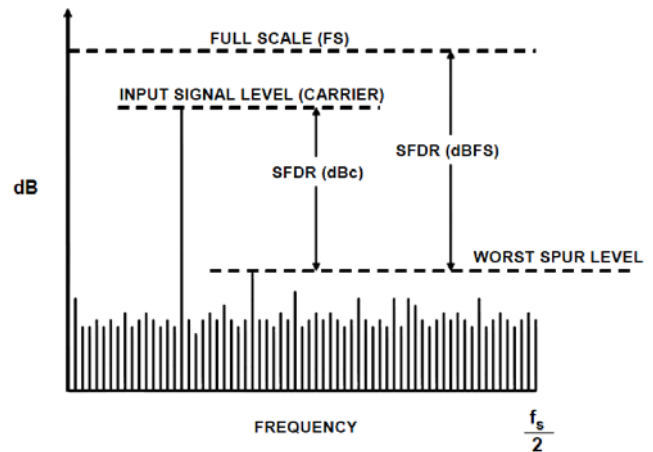 FULL SCALE (FS)
INPUT SIGNAL LEVEL (CARRIER)
SFDR (dBFS)
SFDR (dBc)
dB
WORST SPUR LEVEL
FREQUENCY
fs
2